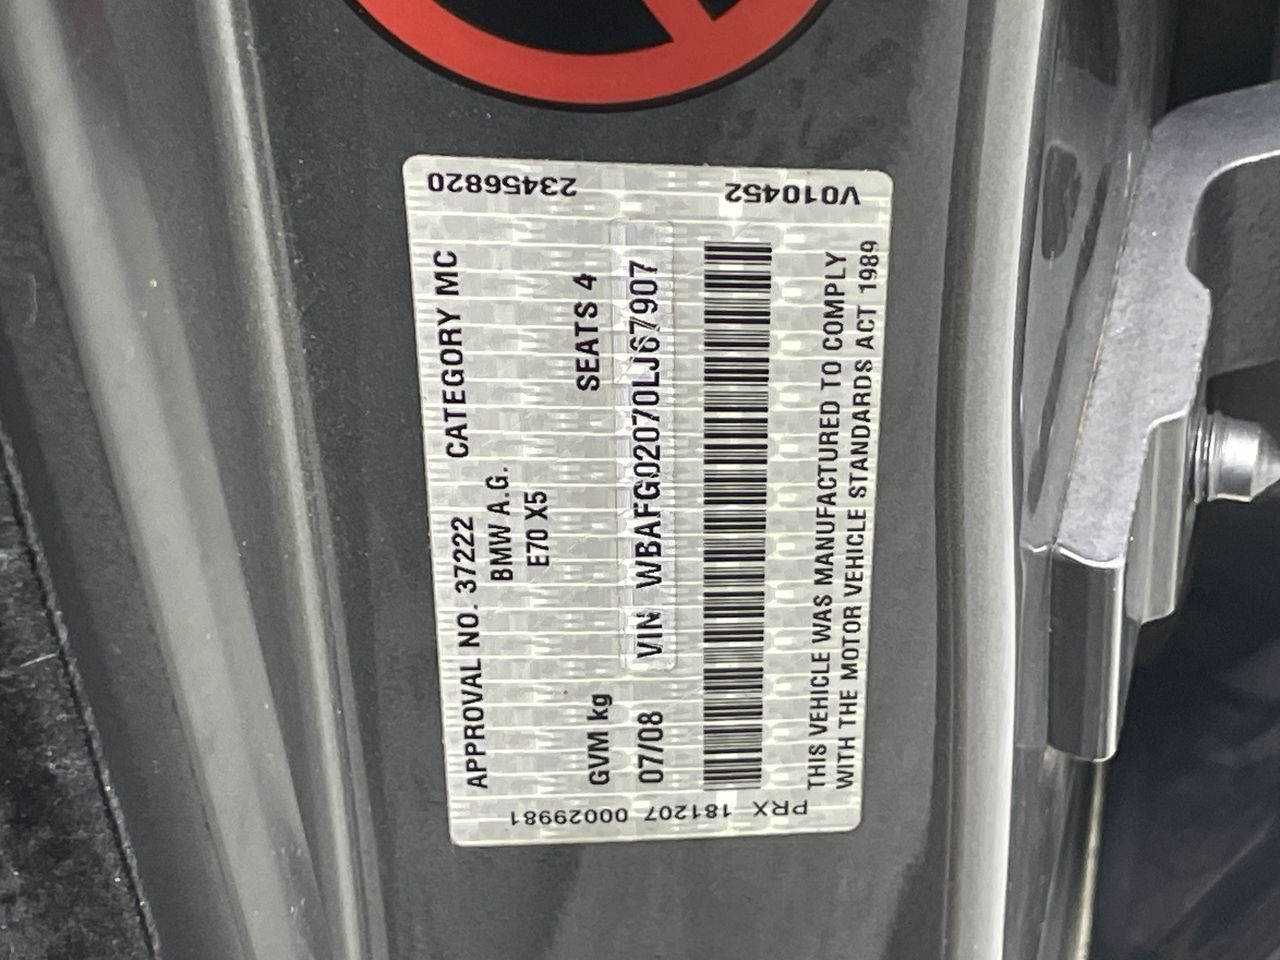 APPROVAL NO. 37222 CATEGORY MC
BMW A.G.
E70 X5
GVM kg SEATS 4
07/08 VIN WBAFG02070LJ67907
THIS VEHICLE WAS MANUFACTURED TO COMPLY
WITH THE MOTOR VEHICLE STANDARDS ACT 1989
23456820 V010452
PRX 181207 00029981